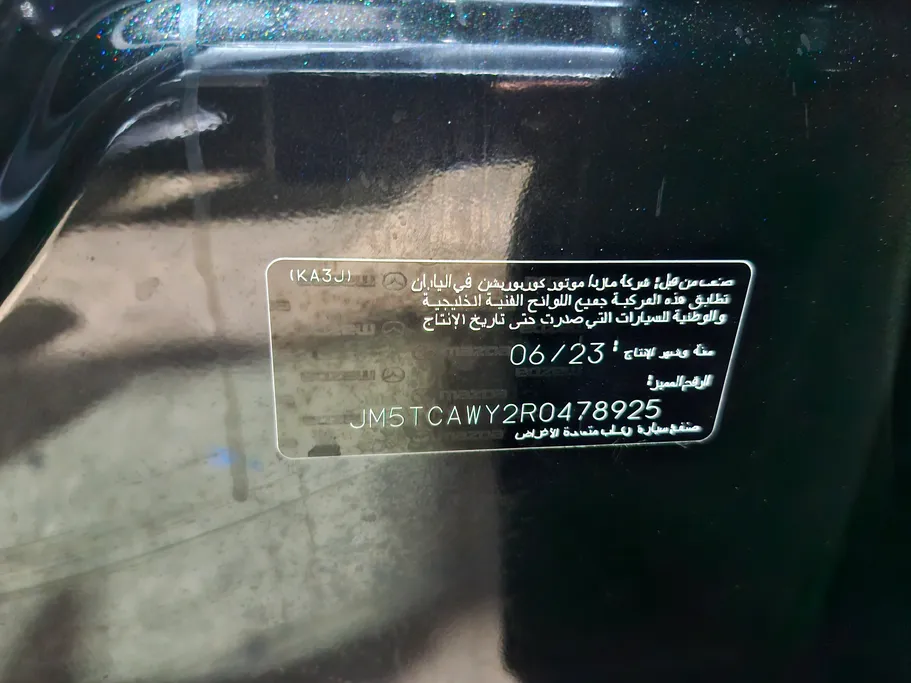 (KA3J) صنعت من قبل: شركة مازدا موتور كوربوريشن في اليابان
تطابق هذه المركبة جميع اللوائح الفنية الخليجية
والوطنية للسيارات التي صدرت حتى تاريخ الإنتاج
سنة وشهر الإنتاج: 06/23
الرقم المميز:
JM5TCAWY2R0478925
صنف: سيارة ركاب متعددة الأغراض